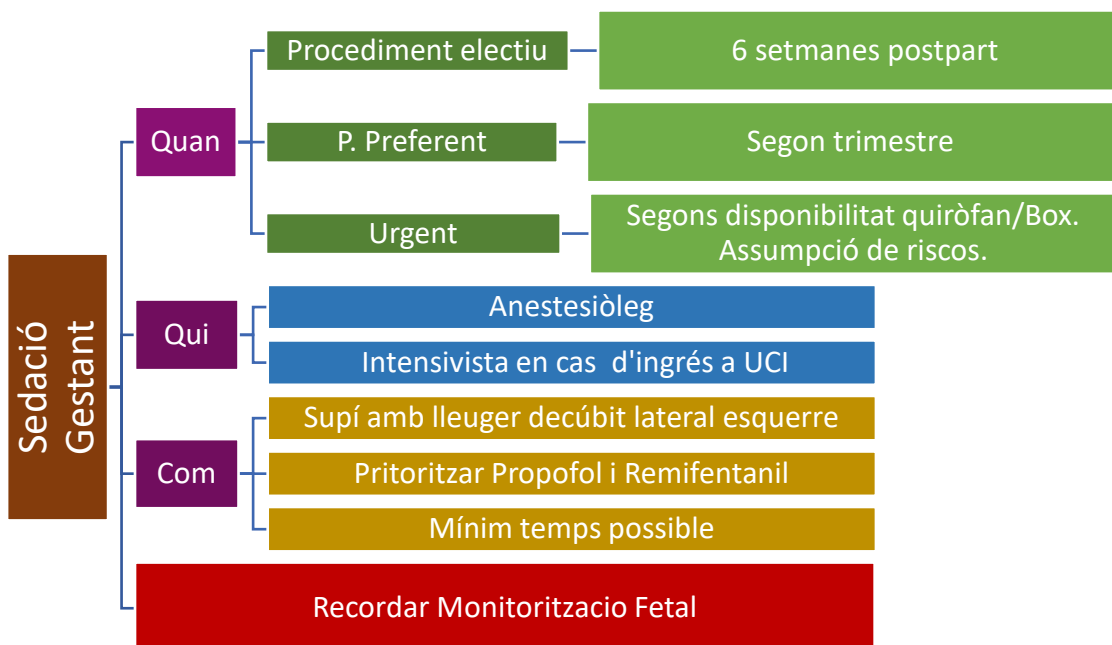 Sedació
Gestant
Quan
Procediment electiu
6 setmanes postpart
P. Preferent
Segon trimestre
Urgent
Segons disponibilitat quiròfan/Box.
Assumpció de riscos.
Qui
Anestesiòleg
Intensivista en cas d'ingrés a UCI
Com
Supí amb lleuger decúbit lateral esquerre
Pritoritzar Propofol i Remifentanil
Mínim temps possible
Recordar Monitorització Fetal